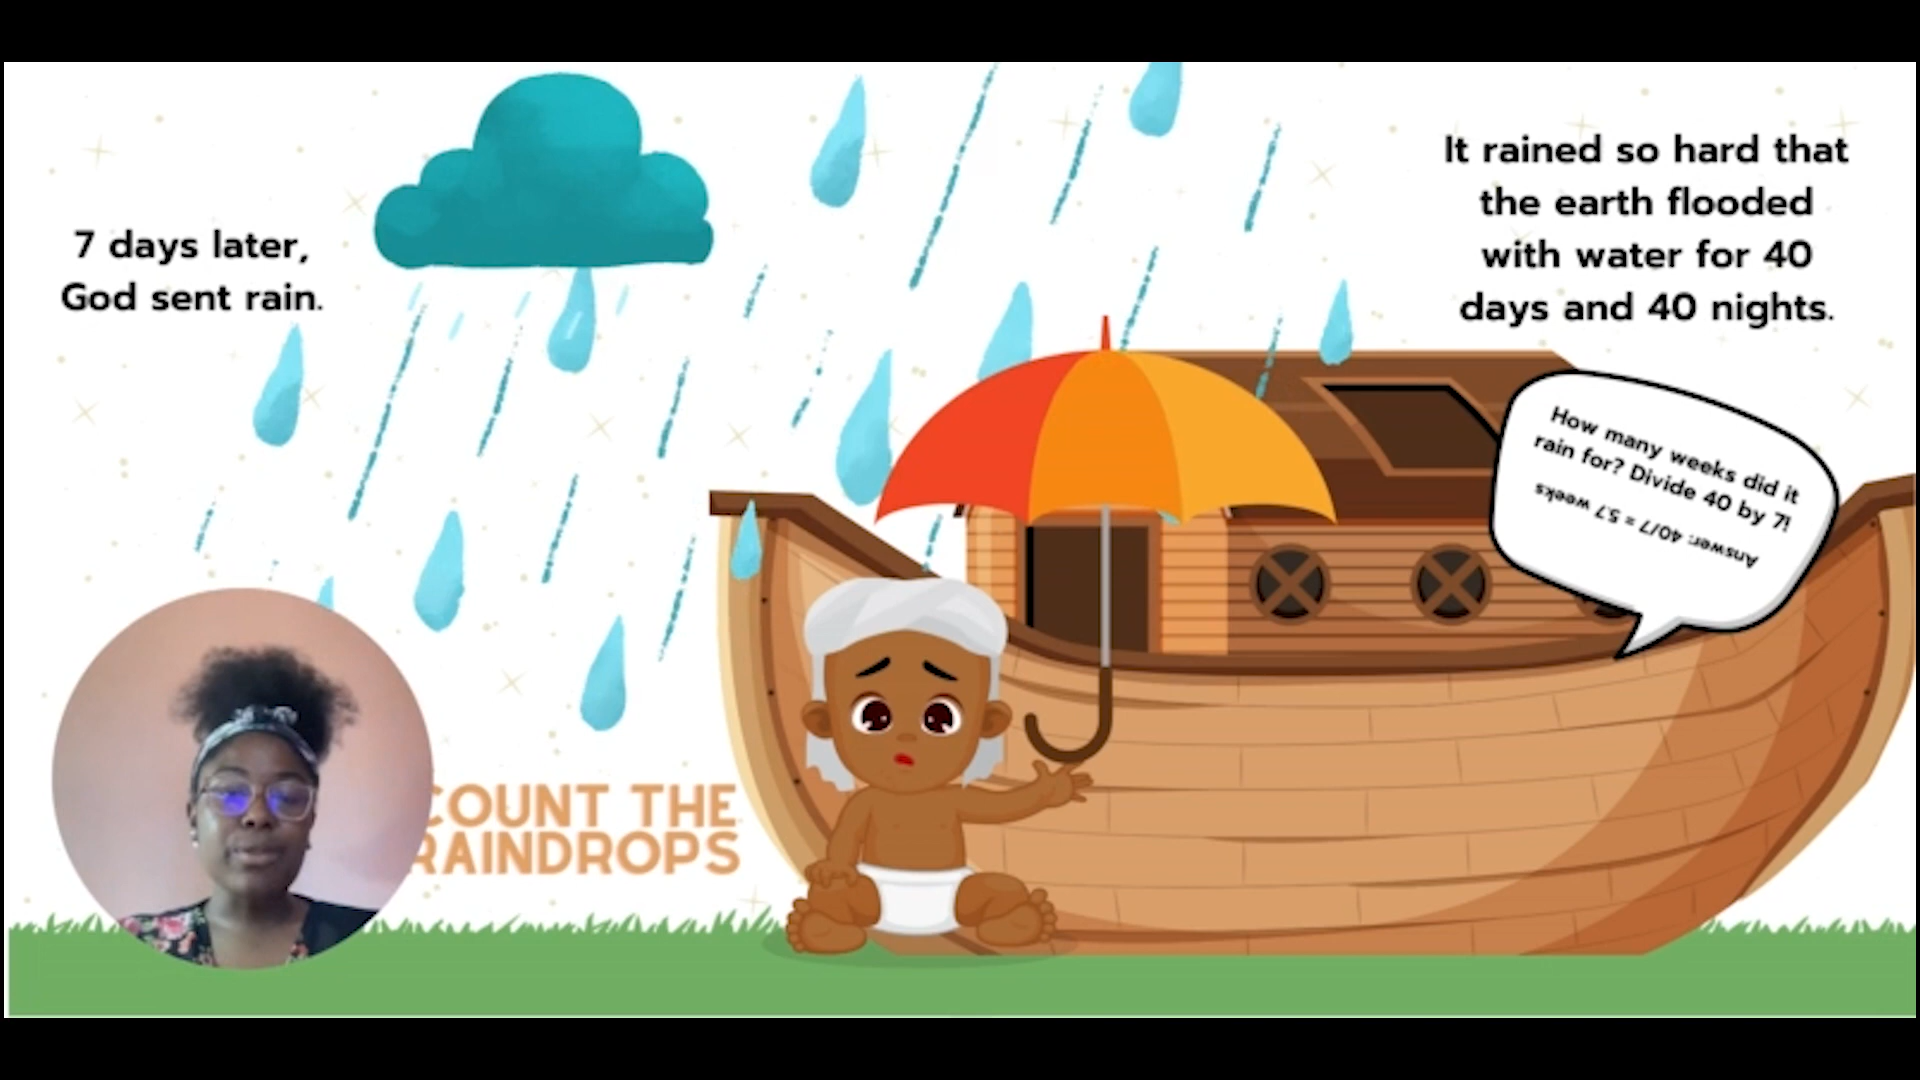 7 days later,
God sent rain.
It rained so hard that
the earth flooded
with water for 40
days and 40 nights.
How many weeks did it
rain for? Divide 40 by 7!
Answer: 40/7 = 5.7 weeks
COUNT THE
RAINDROPS